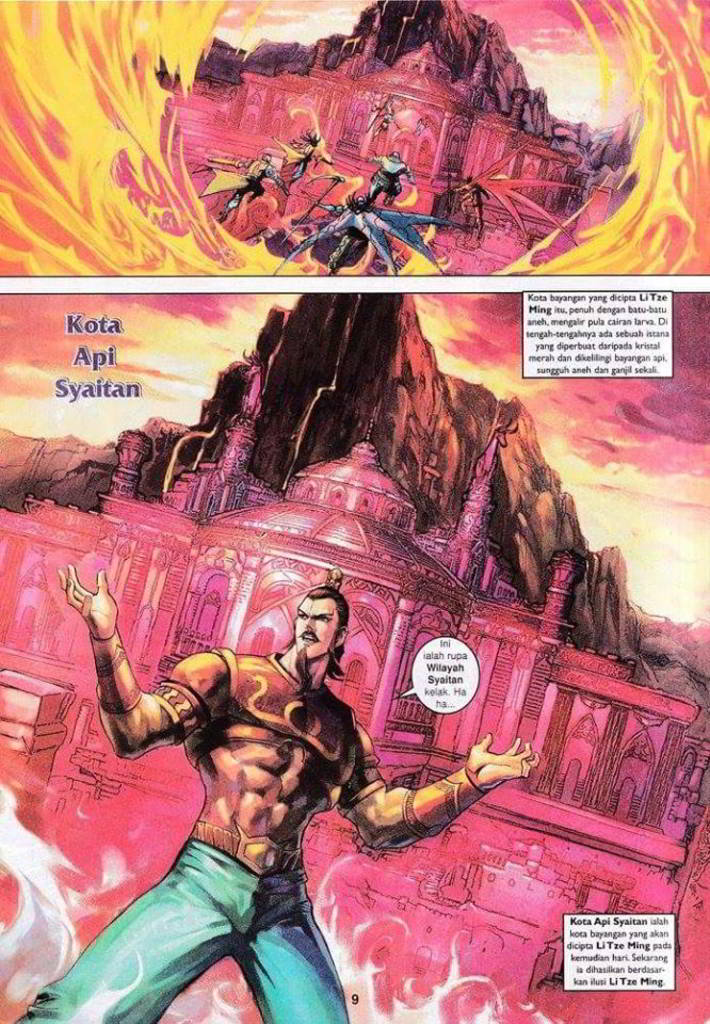 Kota
Api
Syaitan
Kota bayangan yang dicipta Li Tze
Ming itu, penuh dengan batu-batu
aneh, mengalir pula cairan larva. Di
tengah-tengahnya ada sebuah istana
yang diperbuat daripada kristal
merah dan dikelilingi bayangan api,
sungguh aneh dan ganjil sekali.
Ini
ialah rupa
Wilayah
Syaitan
kelak. Ha
ha...
Kota Api Syaitan ialah
kota bayangan yang akan
dicipta Li Tze Ming pada
kemudian hari. Sekarang
ia dihasilkan berdasar-
kan ilusi Li Tze Ming.
9